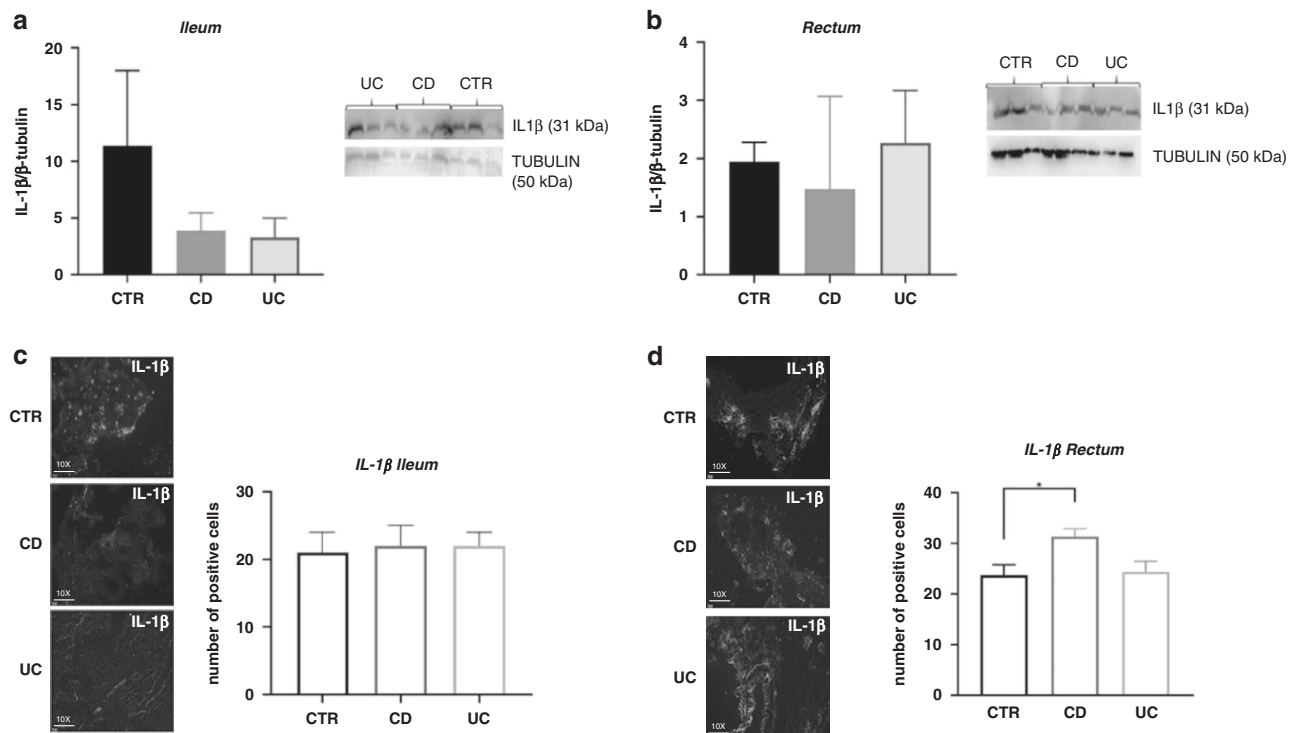 a
Ileum
IL-1β/β-tubulin
20
15
10
5
0
CTR CD UC
UC CD CTR
IL1β (31 kDa)
TUBULIN
(50 kDa)
b
Rectum
IL-1β/β-tubulin
4
3
2
1
0
CTR CD UC
CTR CD UC
IL1β (31 kDa)
TUBULIN (50 kDa)
c
CTR
IL-1β
10X
CD
IL-1β
10X
UC
IL-1β
10X
IL-1β Ileum
number of positive cells
30
20
10
0
CTR CD UC
d
CTR
IL-1β
10X
CD
IL-1β
10X
UC
IL-1β
10X
IL-1β Rectum
number of positive cells
40
30
20
10
0
*
CTR CD UC